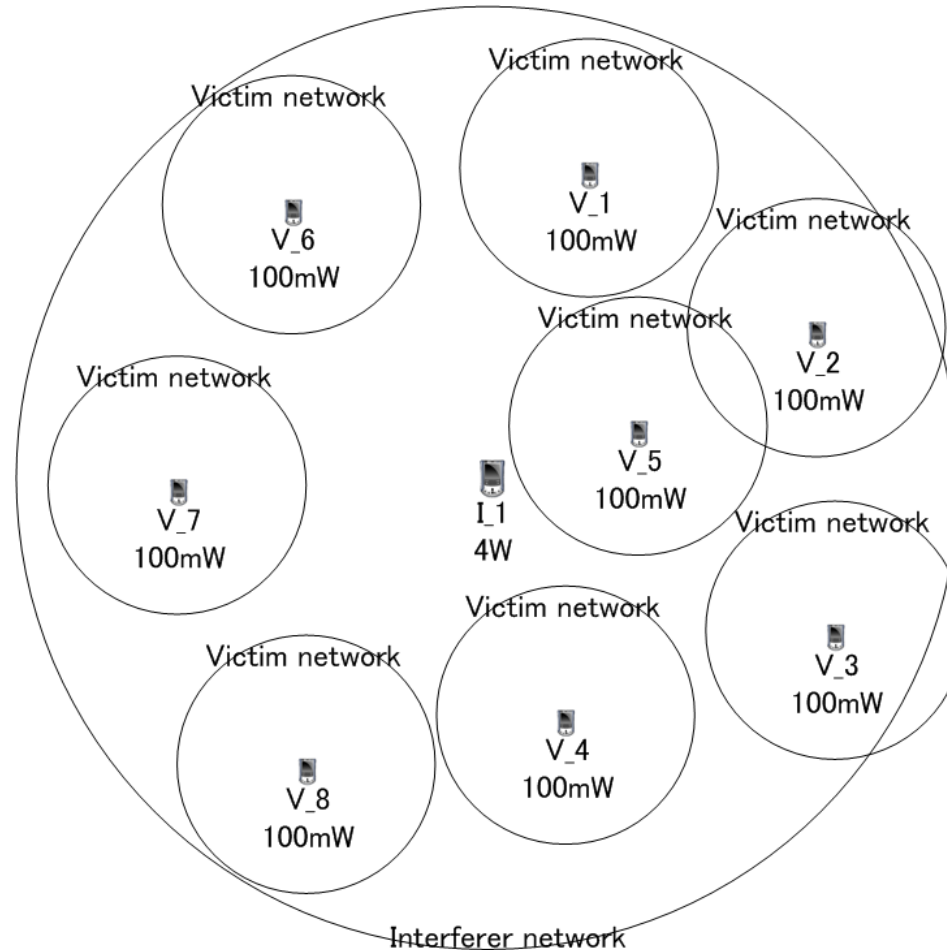 Victim network
V_1
100mW
Victim network
V_6
100mW
Victim network
V_2
100mW
Victim network
V_5
100mW
Victim network
V_7
100mW
I_1
4W
Victim network
V_3
100mW
Victim network
V_4
100mW
Victim network
V_8
100mW
Interferer network